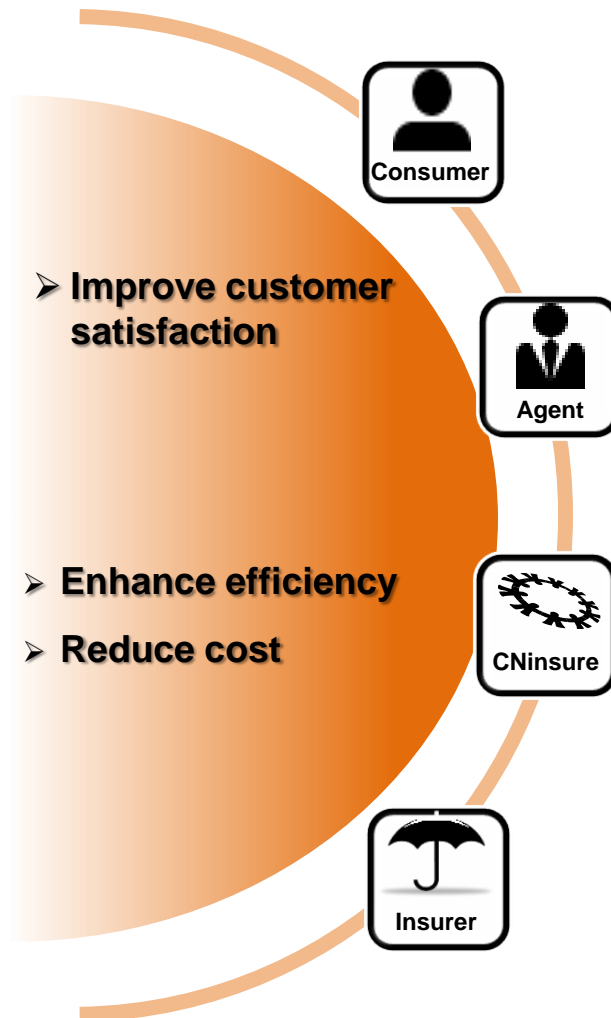 Consumer
➢ Improve customer
satisfaction
Agent
➢ Enhance efficiency
➢ Reduce cost
CNinsure
Insurer